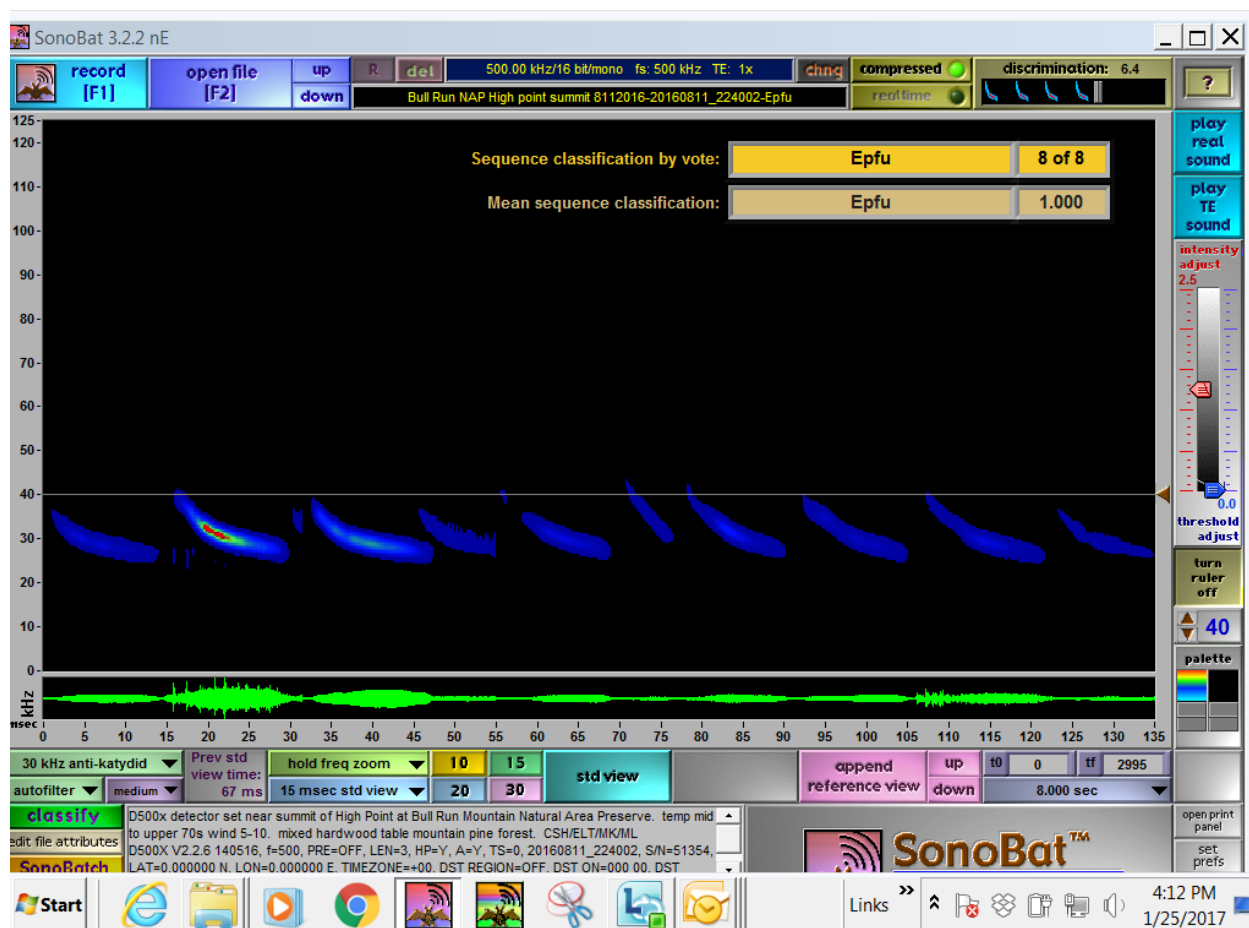 SonoBat 3.2.2 nE
record
[F1]
open file
[F2]
up
down
R
del
500.00 kHz/16 bit/mono fs: 500 kHz TE: 1x
Bull Run NAP High point summit 8112016-20160811_224002-Epfu
chng
compressed
realtime
discrimination: 6.4
?
Sequence classification by vote: Epfu 8 of 8
Mean sequence classification: Epfu 1.000
125
120
110
100
90
80
70
60
50
40
30
20
10
0
kHz
msec
0 5 10 15 20 25 30 35 40 45 50 55 60 65 70 75 80 85 90 95 100 105 110 115 120 125 130 135
play
real
sound
play
TE
sound
intensity
adjust
2.5
0.0
threshold
adjust
turn
ruler
off
40
palette
30 kHz anti-katydid
autofilter
medium
Prev std
view time:
67 ms
hold freq zoom
15 msec std view
10
15
20
30
std view
append
reference view
up
down
t0 0 tf 2995
8.000 sec
classify
edit file attributes
SonoBatch
D500x detector set near summit of High Point at Bull Run Mountain Natural Area Preserve. temp mid
to upper 70s wind 5-10. mixed hardwood table mountain pine forest. CSH/ELT/MK/ML
D500X V2.2.6 140516, f=500, PRE=OFF, LEN=3, HP=Y, A=Y, TS=0, 20160811_224002, S/N=51354,
LAT=0.000000 N, LON=0.000000 E, TIMEZONE=+00, DST REGION=OFF, DST ON=000 00, DST
SonoBat™
open print
panel
set
prefs
Start
Links
4:12 PM
1/25/2017